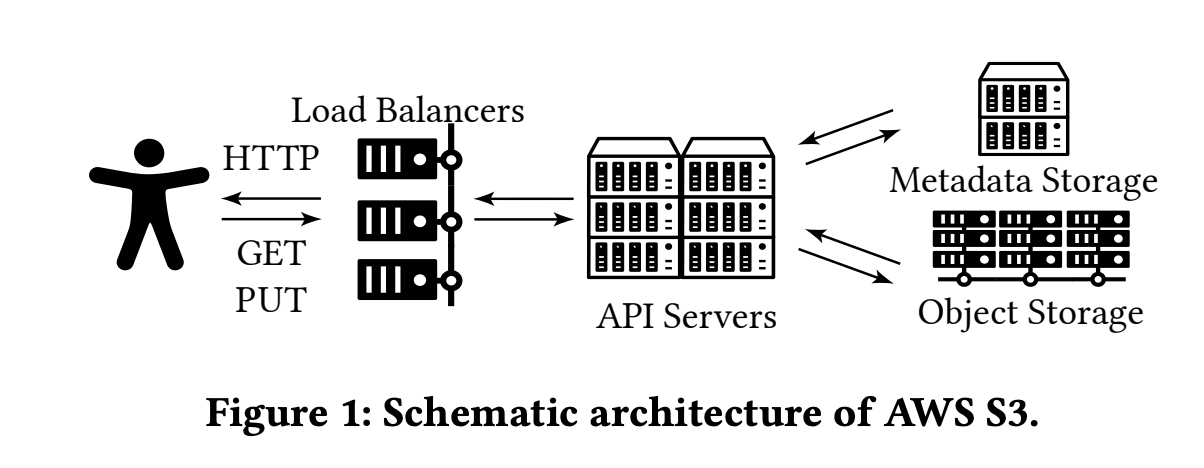 Load Balancers
HTTP
GET
PUT
API Servers
Metadata Storage
Object Storage
Figure 1: Schematic architecture of AWS S3.